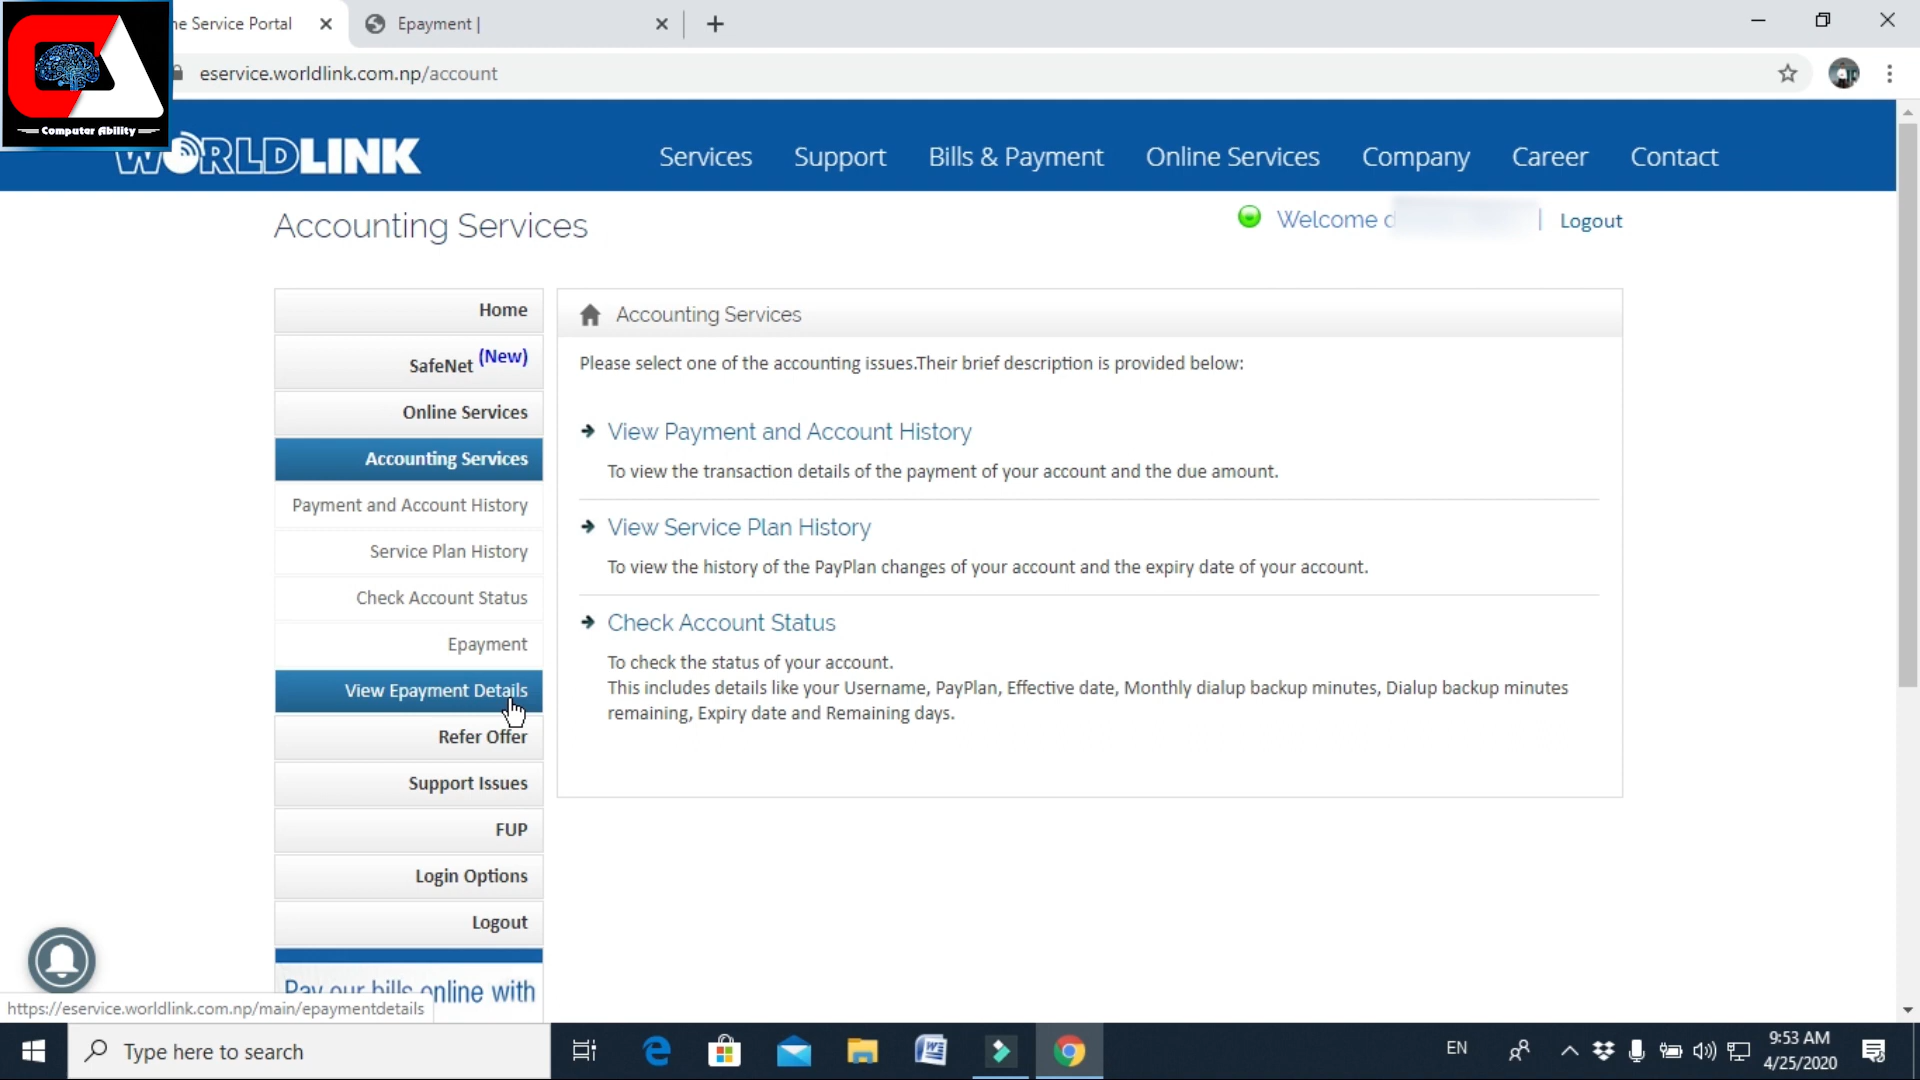 ne Service Portal
Epayment |
eservice.worldlink.com.np/account
CA
Computer Ability
WORLDLINK
Services
Support
Bills & Payment
Online Services
Company
Career
Contact
Accounting Services
Welcome d
| Logout
Home
SafeNet (New)
Online Services
Accounting Services
Payment and Account History
Service Plan History
Check Account Status
Epayment
View Epayment Details
Refer Offer
Support Issues
FUP
Login Options
Logout
Pay our bills online with
Accounting Services
Please select one of the accounting issues.Their brief description is provided below:
View Payment and Account History
To view the transaction details of the payment of your account and the due amount.
View Service Plan History
To view the history of the PayPlan changes of your account and the expiry date of your account.
Check Account Status
To check the status of your account.
This includes details like your Username, PayPlan, Effective date, Monthly dialup backup minutes, Dialup backup minutes
remaining, Expiry date and Remaining days.
https://eservice.worldlink.com.np/main/epaymentdetails
Type here to search
EN
9:53 AM
4/25/2020